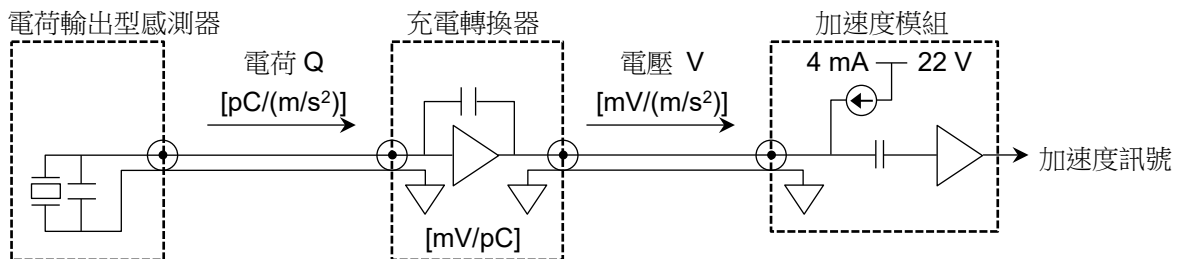 電荷輸出型感測器
充電轉換器
加速度模組
電荷 Q
[pC/(m/s²)]
電壓 V
[mV/(m/s²)]
4 mA
22 V
加速度訊號
[mV/pC]